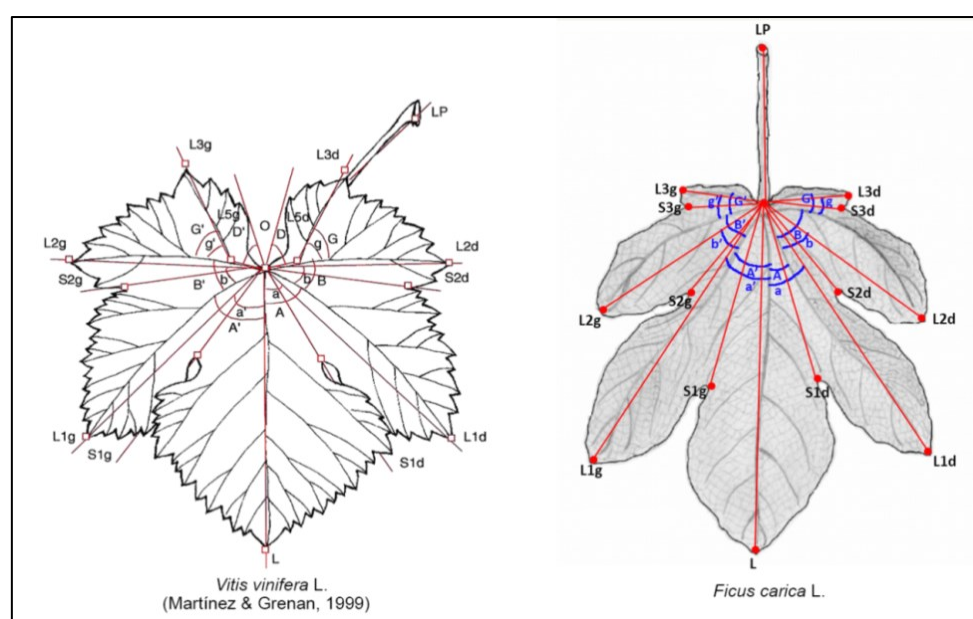 LP
L3g
L3d
L5g
L5d
O
G'
D'
D
G
g'
g
L2g
L2d
S2g
S2d
B'
b'
b
B
a'
a
A'
A
L1g
L1d
S1g
S1d
L
Vitis vinifera L.
(Martínez & Grenan, 1999)
LP
L3g
L3d
g'
G'
G
g
S3g
S3d
B'
B
b'
b
A'
A
a'
a
S2g
S2d
L2g
L2d
S1g
S1d
L1g
L1d
L
Ficus carica L.